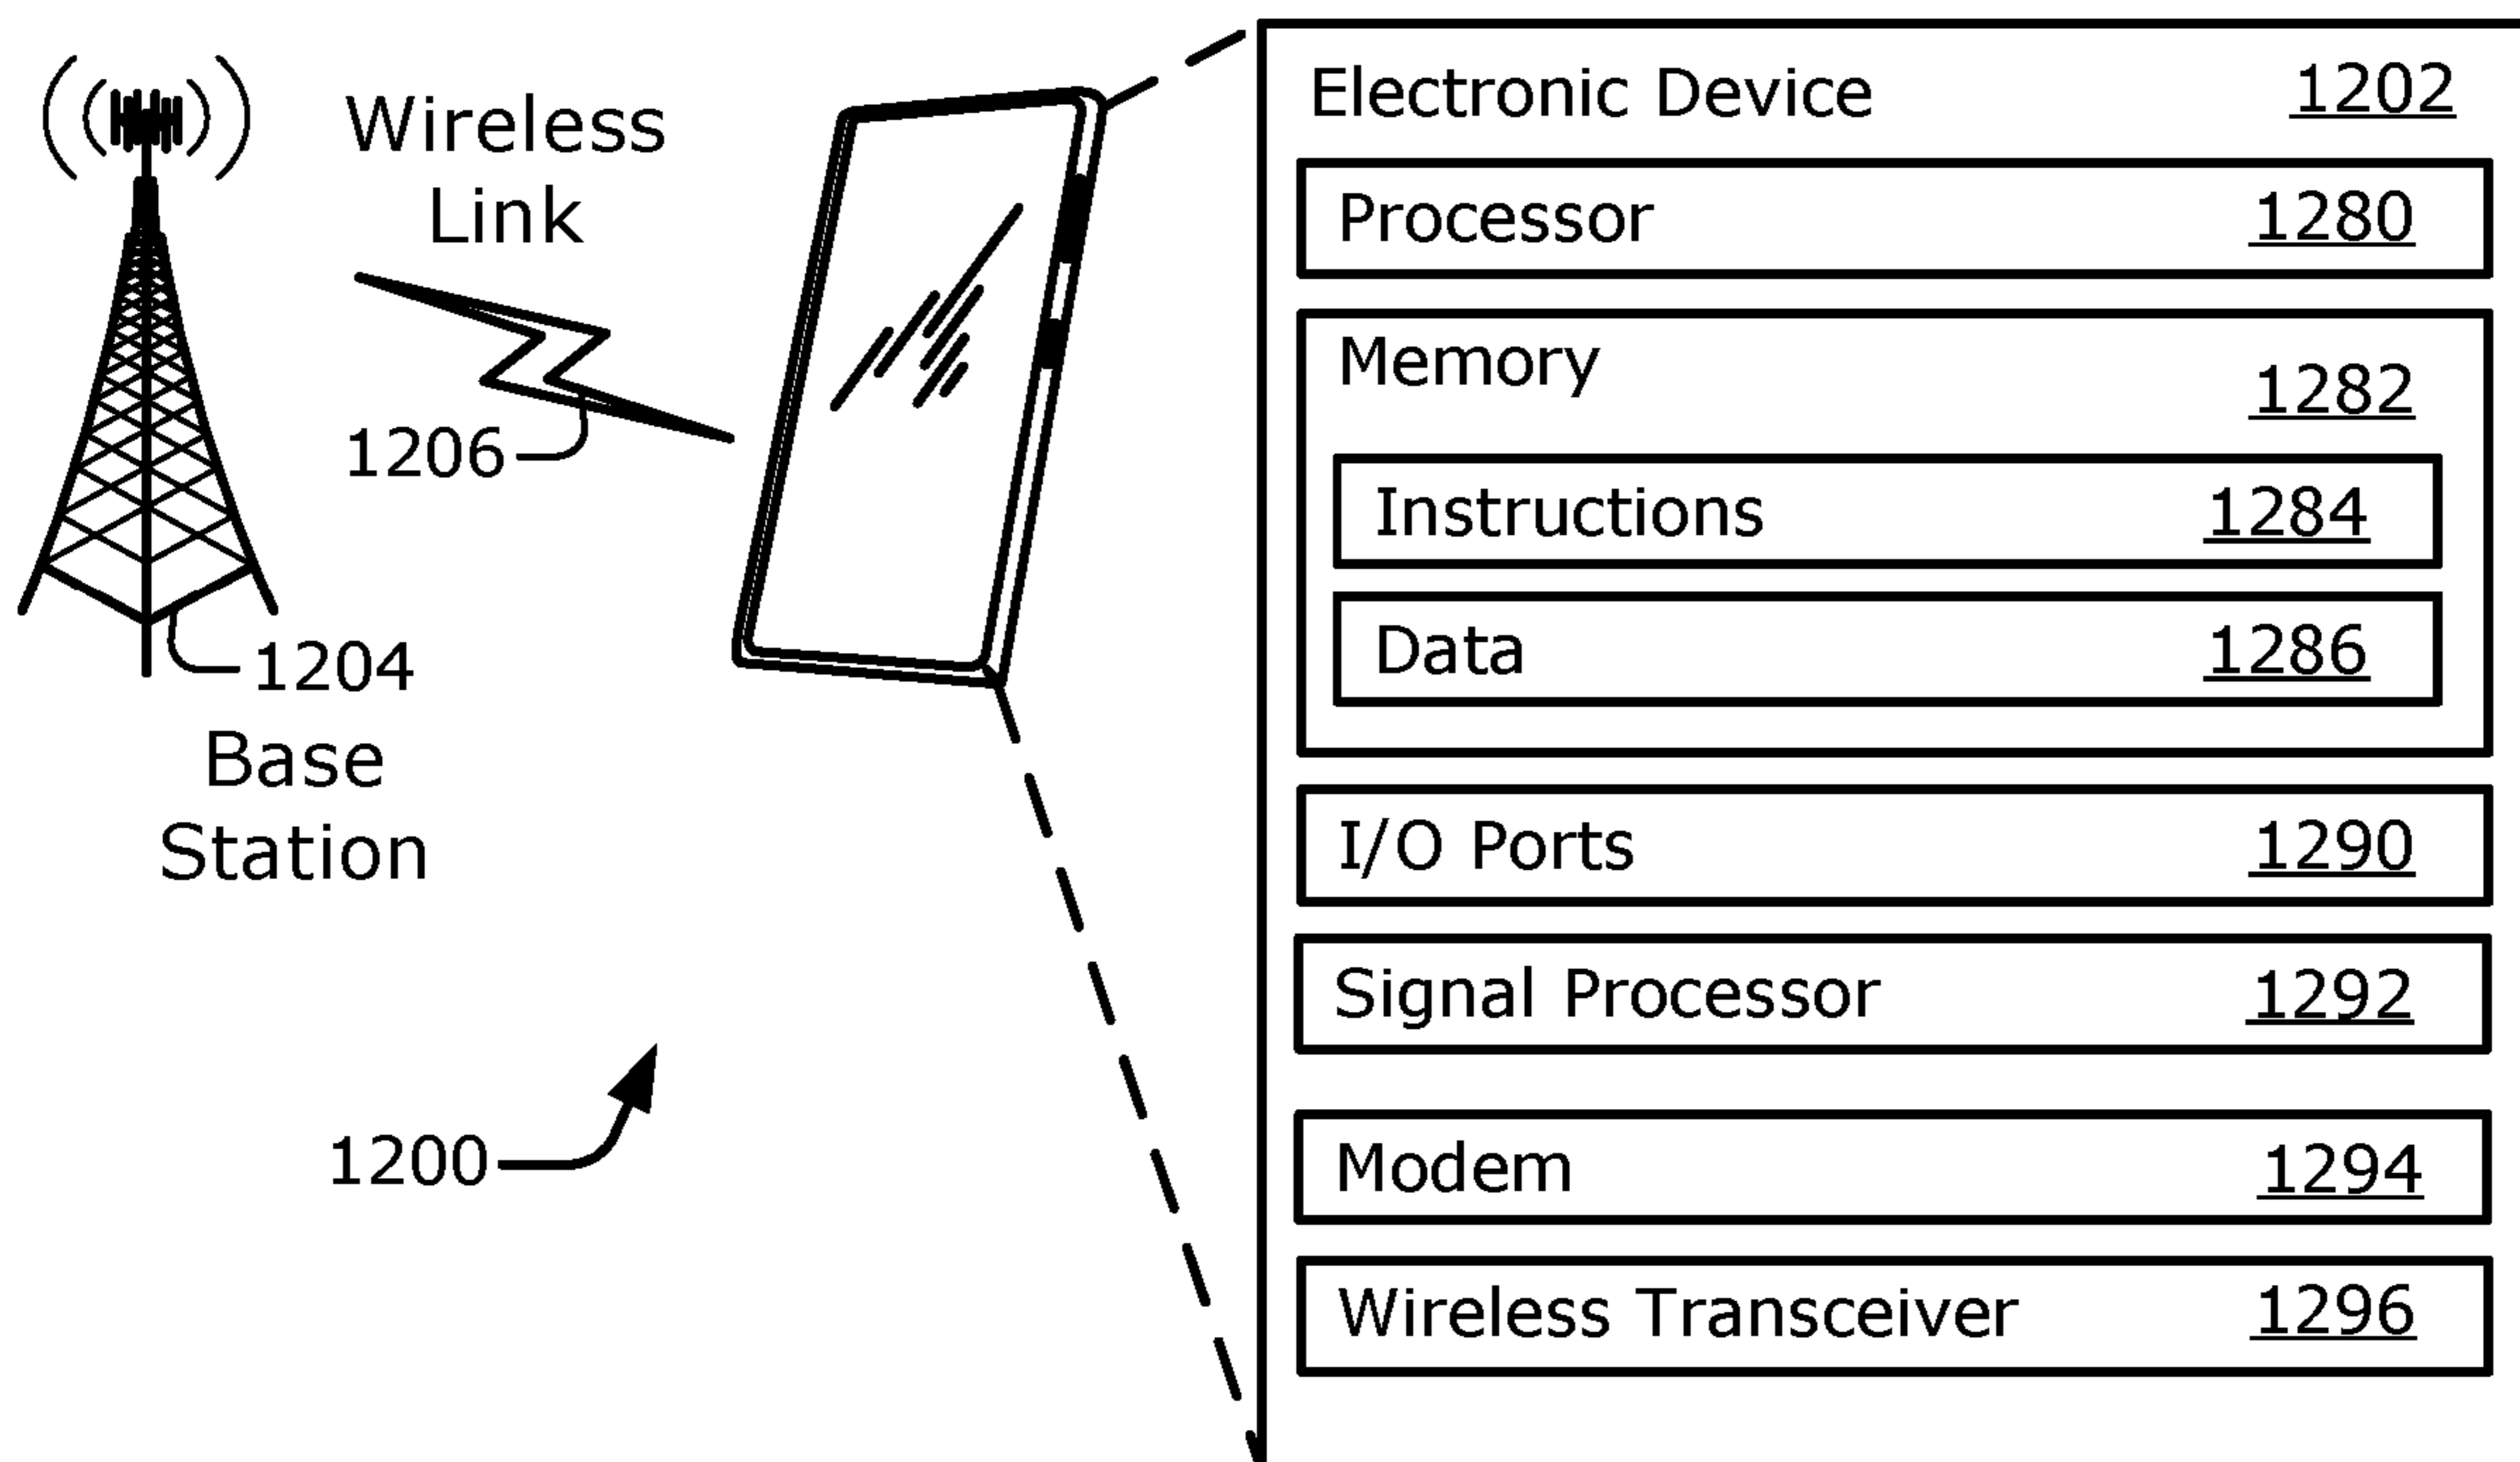 Wireless
Link
1206
1204
Base
Station
1200
Electronic Device 1202
Processor 1280
Memory 1282
Instructions 1284
Data 1286
I/O Ports 1290
Signal Processor 1292
Modem 1294
Wireless Transceiver 1296